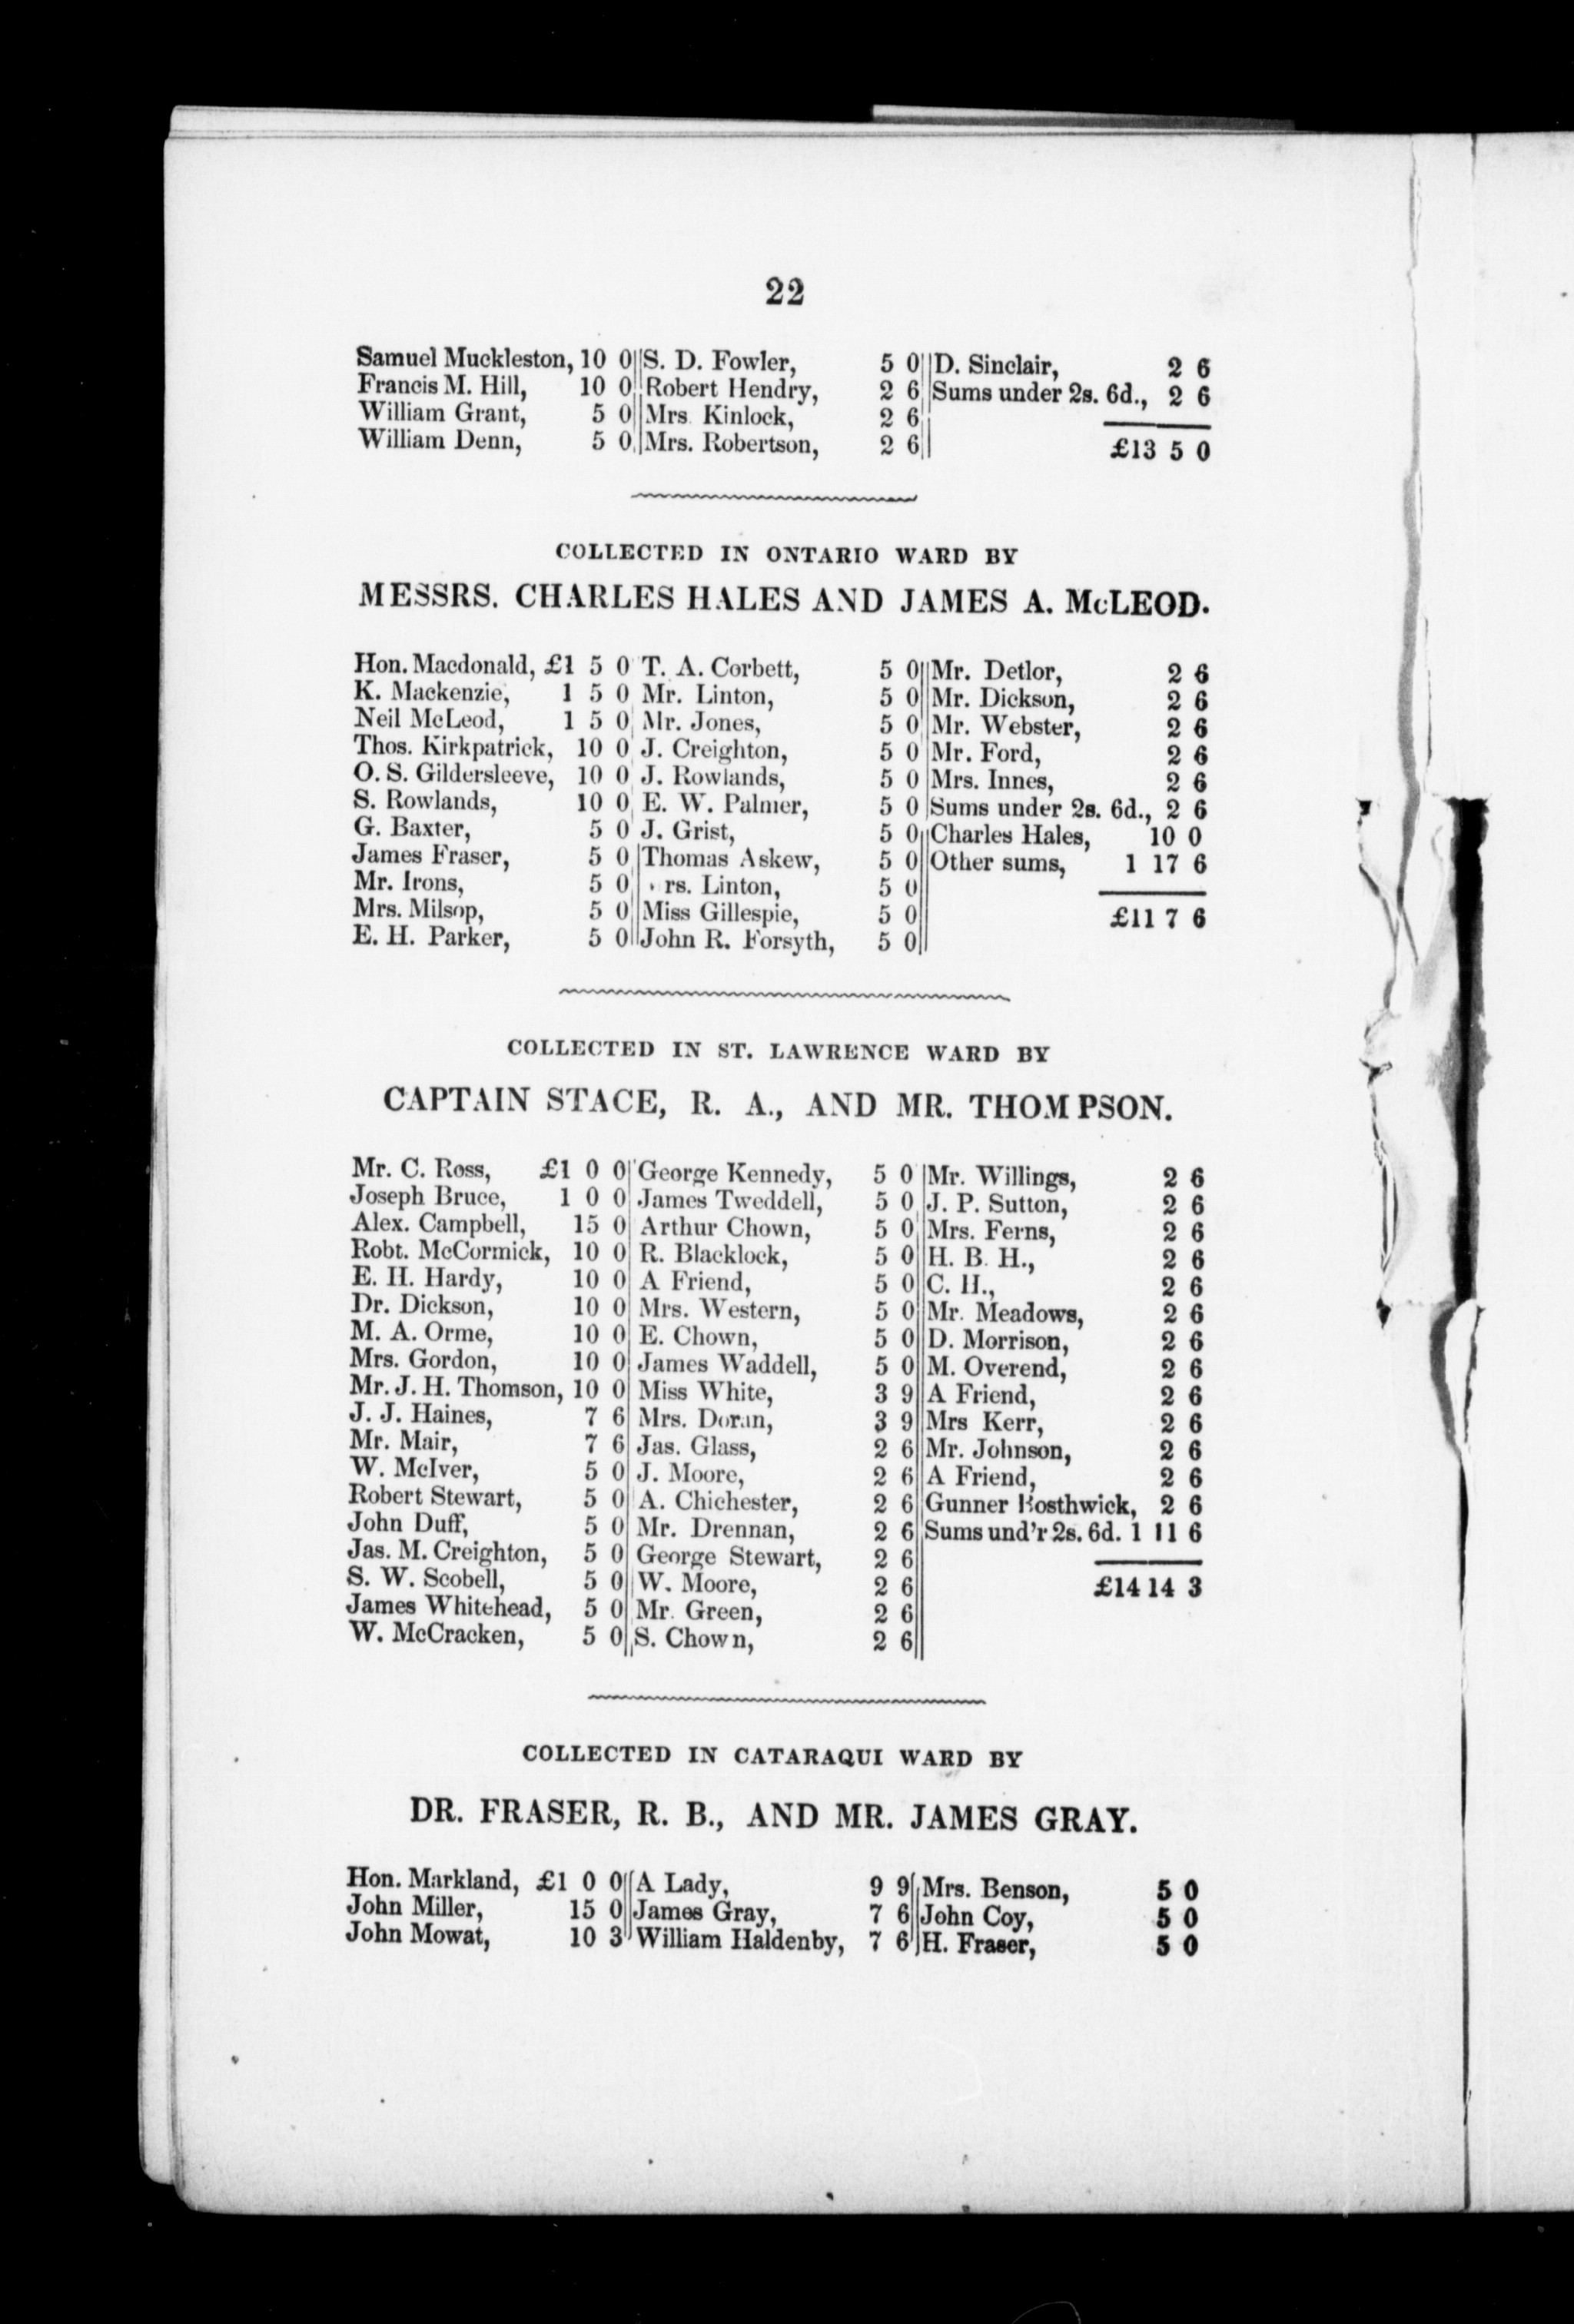 22
Samuel Muckleston, 10 0
Francis M. Hill, 10 0
William Grant, 5 0
William Denn, 5 0
S. D. Fowler, 5 0
Robert Hendry, 2 6
Mrs. Kinlock, 2 6
Mrs. Robertson, 2 6
D. Sinclair, 2 6
Sums under 2s. 6d., 2 6
£13 5 0
COLLECTED IN ONTARIO WARD BY
MESSRS. CHARLES HALES AND JAMES A. McLEOD.
Hon. Macdonald, £1 5 0
K. Mackenzie, 1 5 0
Neil McLeod, 1 5 0
Thos. Kirkpatrick, 10 0
O. S. Gildersleeve, 10 0
S. Rowlands, 10 0
G. Baxter, 5 0
James Fraser, 5 0
Mr. Irons, 5 0
Mrs. Milsop, 5 0
E. H. Parker, 5 0
T. A. Corbett, 5 0
Mr. Linton, 5 0
Mr. Jones, 5 0
J. Creighton, 5 0
J. Rowlands, 5 0
E. W. Palmer, 5 0
J. Grist, 5 0
Thomas Askew, 5 0
rs. Linton, 5 0
Miss Gillespie, 5 0
John R. Forsyth, 5 0
Mr. Detlor, 2 6
Mr. Dickson, 2 6
Mr. Webster, 2 6
Mr. Ford, 2 6
Mrs. Innes, 2 6
Sums under 2s. 6d., 2 6
Charles Hales, 10 0
Other sums, 1 17 6
£11 7 6
COLLECTED IN ST. LAWRENCE WARD BY
CAPTAIN STACE, R. A., AND MR. THOMPSON.
Mr. C. Ross, £1 0 0
Joseph Bruce, 1 0 0
Alex. Campbell, 15 0
Robt. McCormick, 10 0
E. H. Hardy, 10 0
Dr. Dickson, 10 0
M. A. Orme, 10 0
Mrs. Gordon, 10 0
Mr. J. H. Thomson, 10 0
J. J. Haines, 7 6
Mr. Mair, 7 6
W. McIver, 5 0
Robert Stewart, 5 0
John Duff, 5 0
Jas. M. Creighton, 5 0
S. W. Scobell, 5 0
James Whitehead, 5 0
W. McCracken, 5 0
George Kennedy, 5 0
James Tweddell, 5 0
Arthur Chown, 5 0
R. Blacklock, 5 0
A Friend, 5 0
Mrs. Western, 5 0
E. Chown, 5 0
James Waddell, 5 0
Miss White, 3 9
Mrs. Doran, 3 9
Jas. Glass, 2 6
J. Moore, 2 6
A. Chichester, 2 6
Mr. Drennan, 2 6
George Stewart, 2 6
W. Moore, 2 6
Mr. Green, 2 6
S. Chown, 2 6
Mr. Willings, 2 6
J. P. Sutton, 2 6
Mrs. Ferns, 2 6
H. B. H., 2 6
C. H., 2 6
Mr. Meadows, 2 6
D. Morrison, 2 6
M. Overend, 2 6
A Friend, 2 6
Mrs Kerr, 2 6
Mr. Johnson, 2 6
A Friend, 2 6
Gunner Bosthwick, 2 6
Sums und'r 2s. 6d. 1 11 6
£14 14 3
COLLECTED IN CATARAQUI WARD BY
DR. FRASER, R. B., AND MR. JAMES GRAY.
Hon. Markland, £1 0 0
John Miller, 15 0
John Mowat, 10 3
A Lady, 9 9
James Gray, 7 6
William Haldenby, 7 6
Mrs. Benson, 5 0
John Coy, 5 0
H. Fraser, 5 0